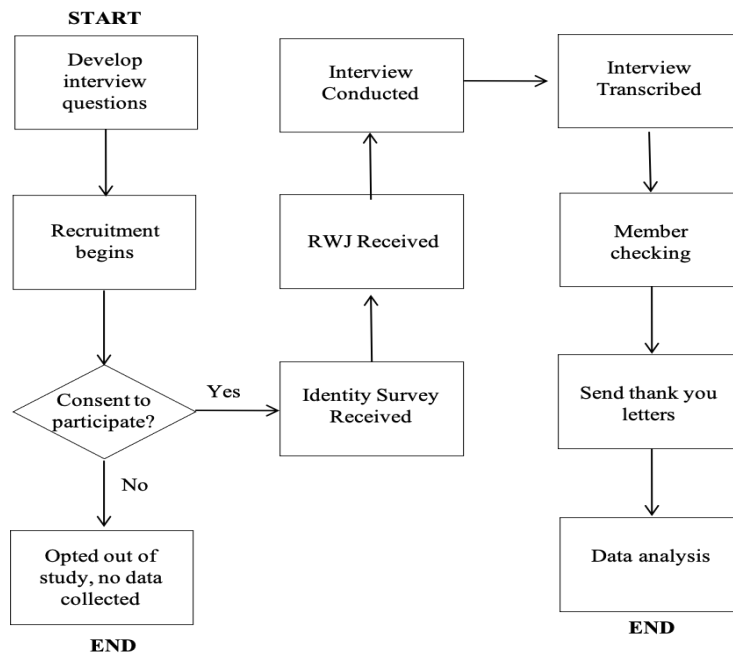 START
Develop
interview
questions
Recruitment
begins
Consent to
participate?
Yes
No
Opted out of
study, no data
collected
END
Identity Survey
Received
RWJ Received
Interview
Conducted
Interview
Transcribed
Member
checking
Send thank you
letters
Data analysis
END